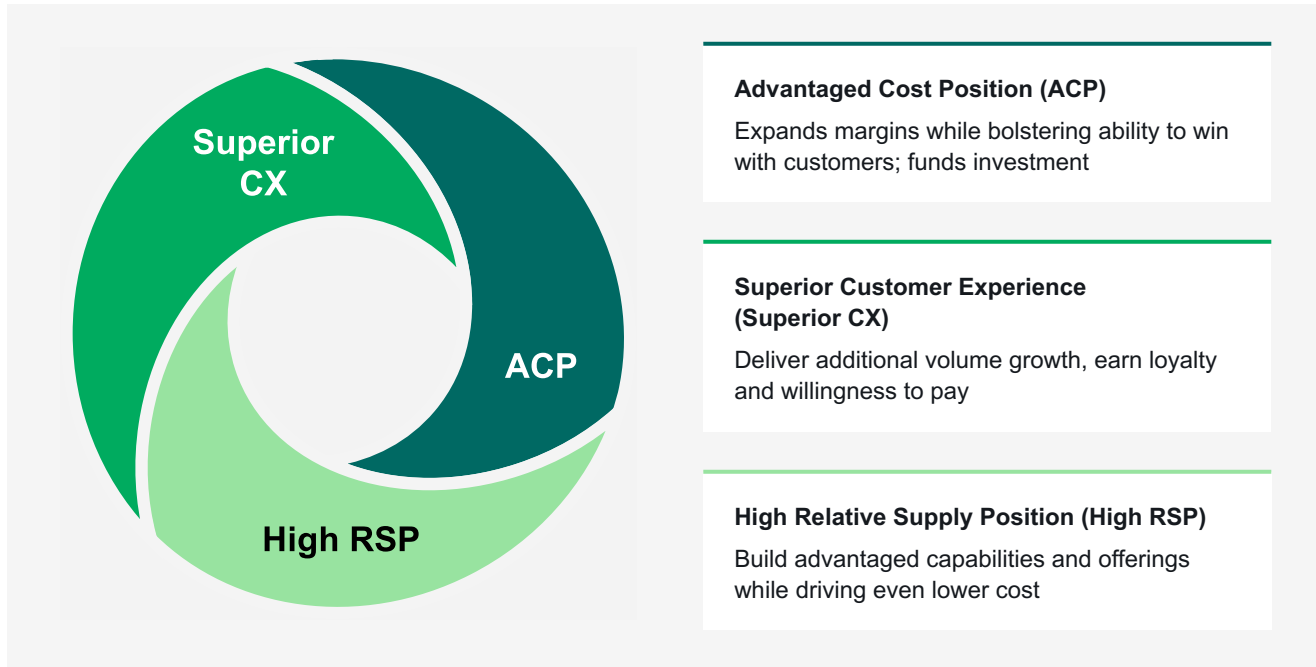 Superior
CX
ACP
High RSP
Advantaged Cost Position (ACP)
Expands margins while bolstering ability to win
with customers; funds investment
Superior Customer Experience
(Superior CX)
Deliver additional volume growth, earn loyalty
and willingness to pay
High Relative Supply Position (High RSP)
Build advantaged capabilities and offerings
while driving even lower cost